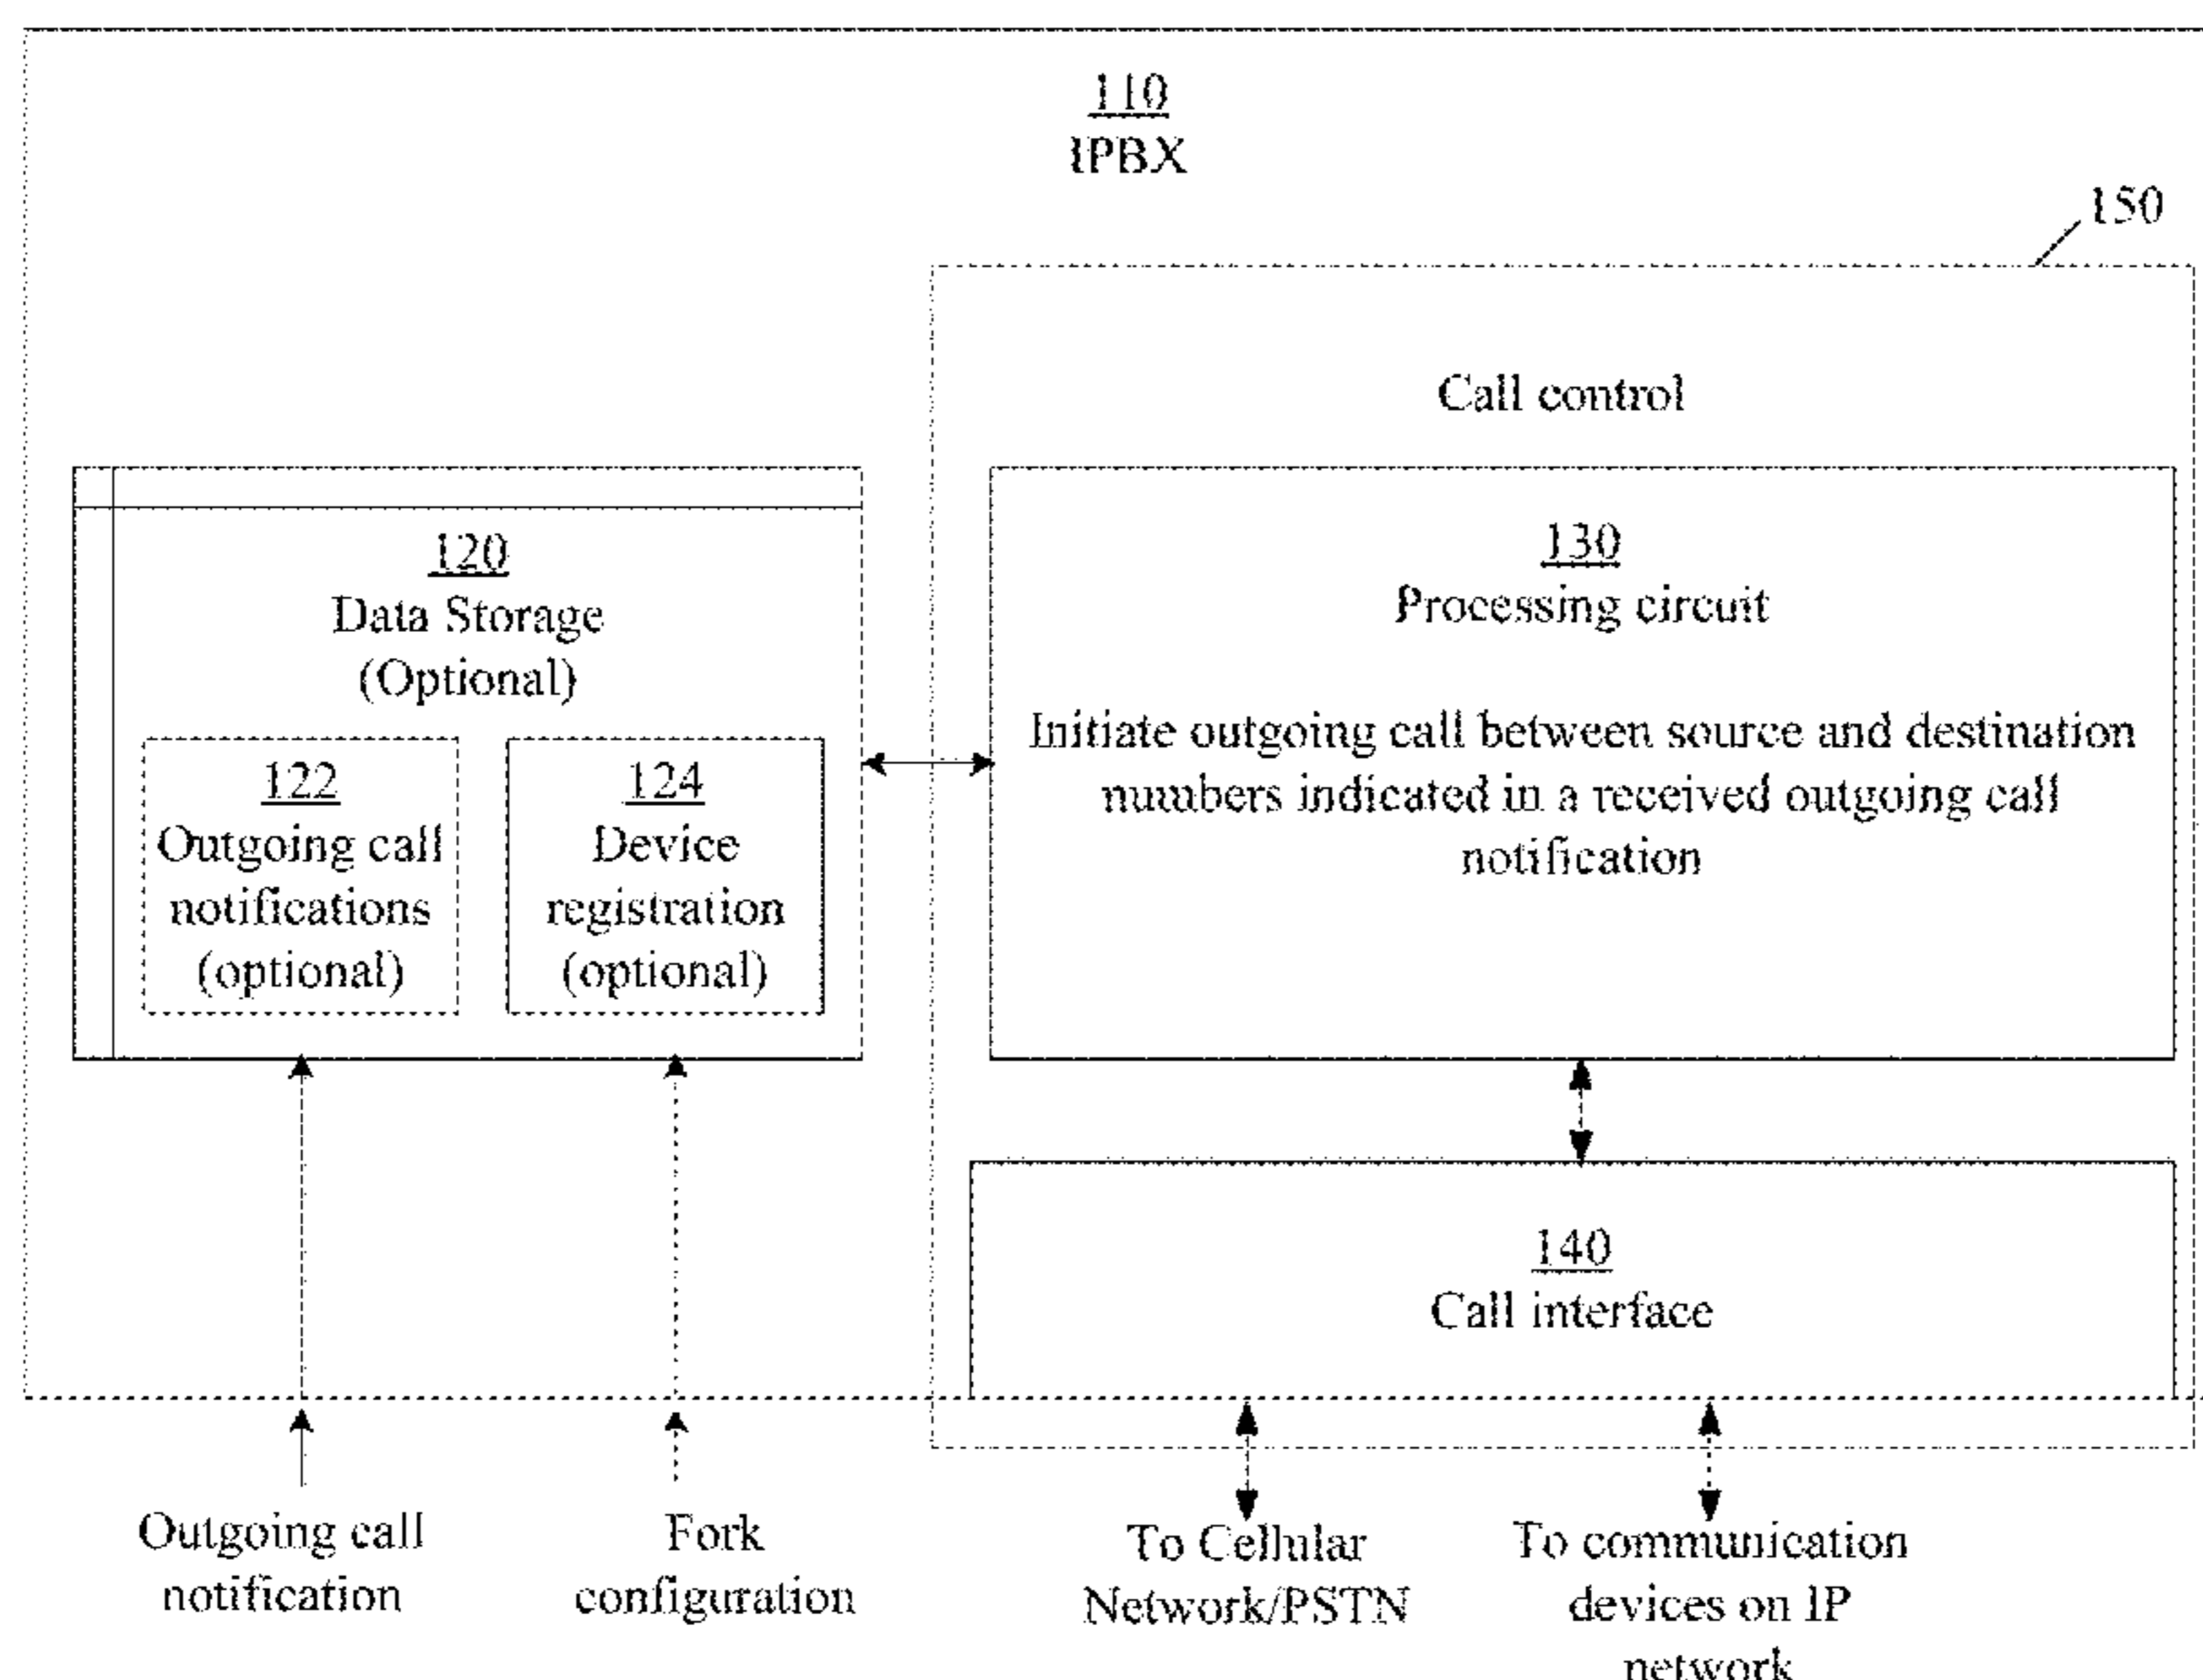 110
IPBX
150
Call control
120
Data Storage
(Optional)
122
Outgoing call
notifications
(optional)
124
Device
registration
(optional)
130
Processing circuit
Initiate outgoing call between source and destination
numbers indicated in a received outgoing call
notification
140
Call interface
Outgoing call
notification
Fork
configuration
To Cellular
Network/PSTN
To communication
devices on IP
network